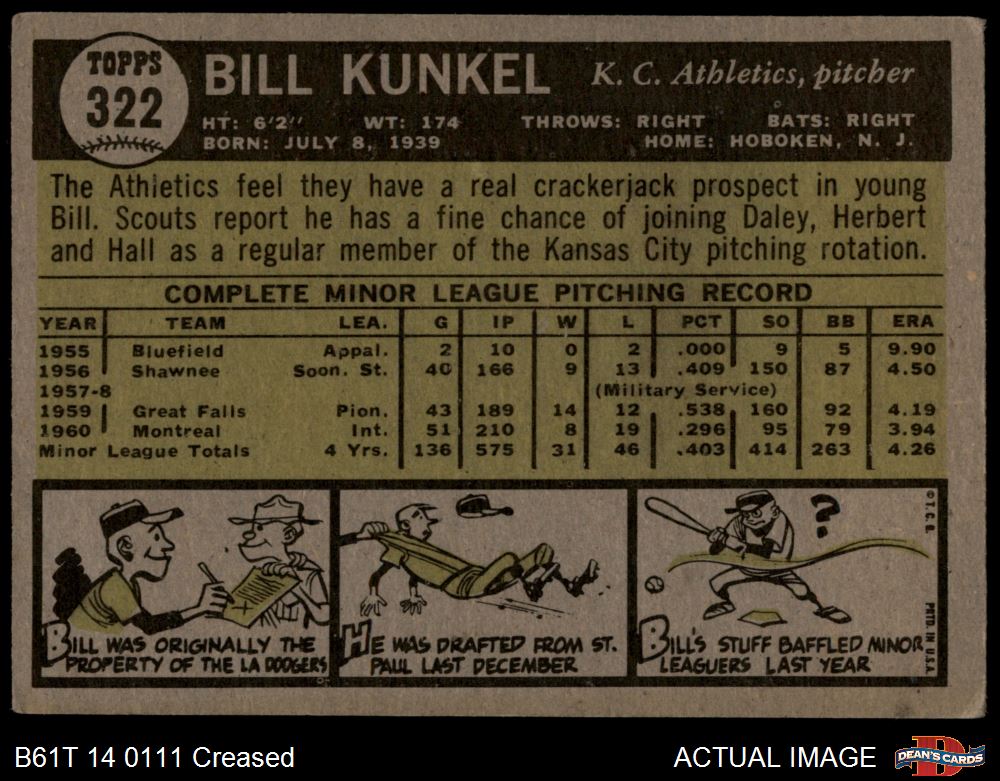 TOPPS
322
BILL KUNKEL
K. C. Athletics, pitcher
HT: 6'2" WT: 174 THROWS: RIGHT BATS: RIGHT
BORN: JULY 8, 1939 HOME: HOBOKEN, N. J.
The Athletics feel they have a real crackerjack prospect in young
Bill. Scouts report he has a fine chance of joining Daley, Herbert
and Hall as a regular member of the Kansas City pitching rotation.
COMPLETE MINOR LEAGUE PITCHING RECORD
YEAR TEAM LEA. G IP W L PCT SO BB ERA
1955 Bluefield Appal. 2 10 0 2 .000 9 5 9.90
1956 Shawnee Soon. St. 40 166 9 13 .409 150 87 4.50
1957-8 (Military Service)
1959 Great Falls Pion. 43 189 14 12 .538 160 92 4.19
1960 Montreal Int. 51 210 8 19 .296 95 79 3.94
Minor League Totals 4 Yrs. 136 575 31 46 .403 414 263 4.26
BILL WAS ORIGINALLY THE
PROPERTY OF THE LA DODGERS
HE WAS DRAFTED FROM ST.
PAUL LAST DECEMBER
?
BILL'S STUFF BAFFLED MINOR
LEAGUERS LAST YEAR
© T. C. G.
PRTD. IN U.S.A.
B61T 14 0111 Creased
ACTUAL IMAGE
D
DEAN'S CARDS